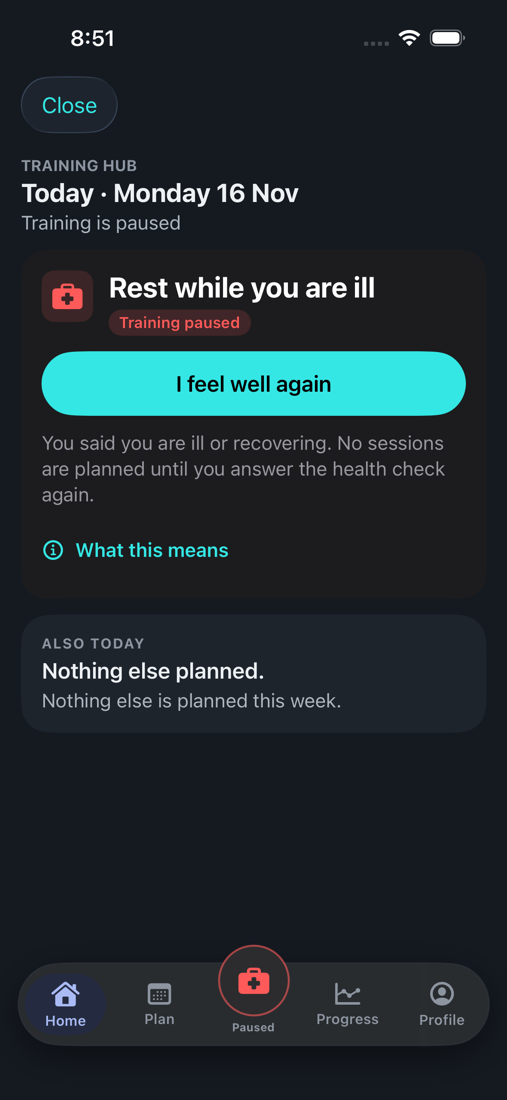 8:51
Close
TRAINING HUB
Today · Monday 16 Nov
Training is paused
Rest while you are ill
Training paused
I feel well again
You said you are ill or recovering. No sessions
are planned until you answer the health check
again.
What this means
ALSO TODAY
Nothing else planned.
Nothing else is planned this week.
Home
Plan
Paused
Progress
Profile